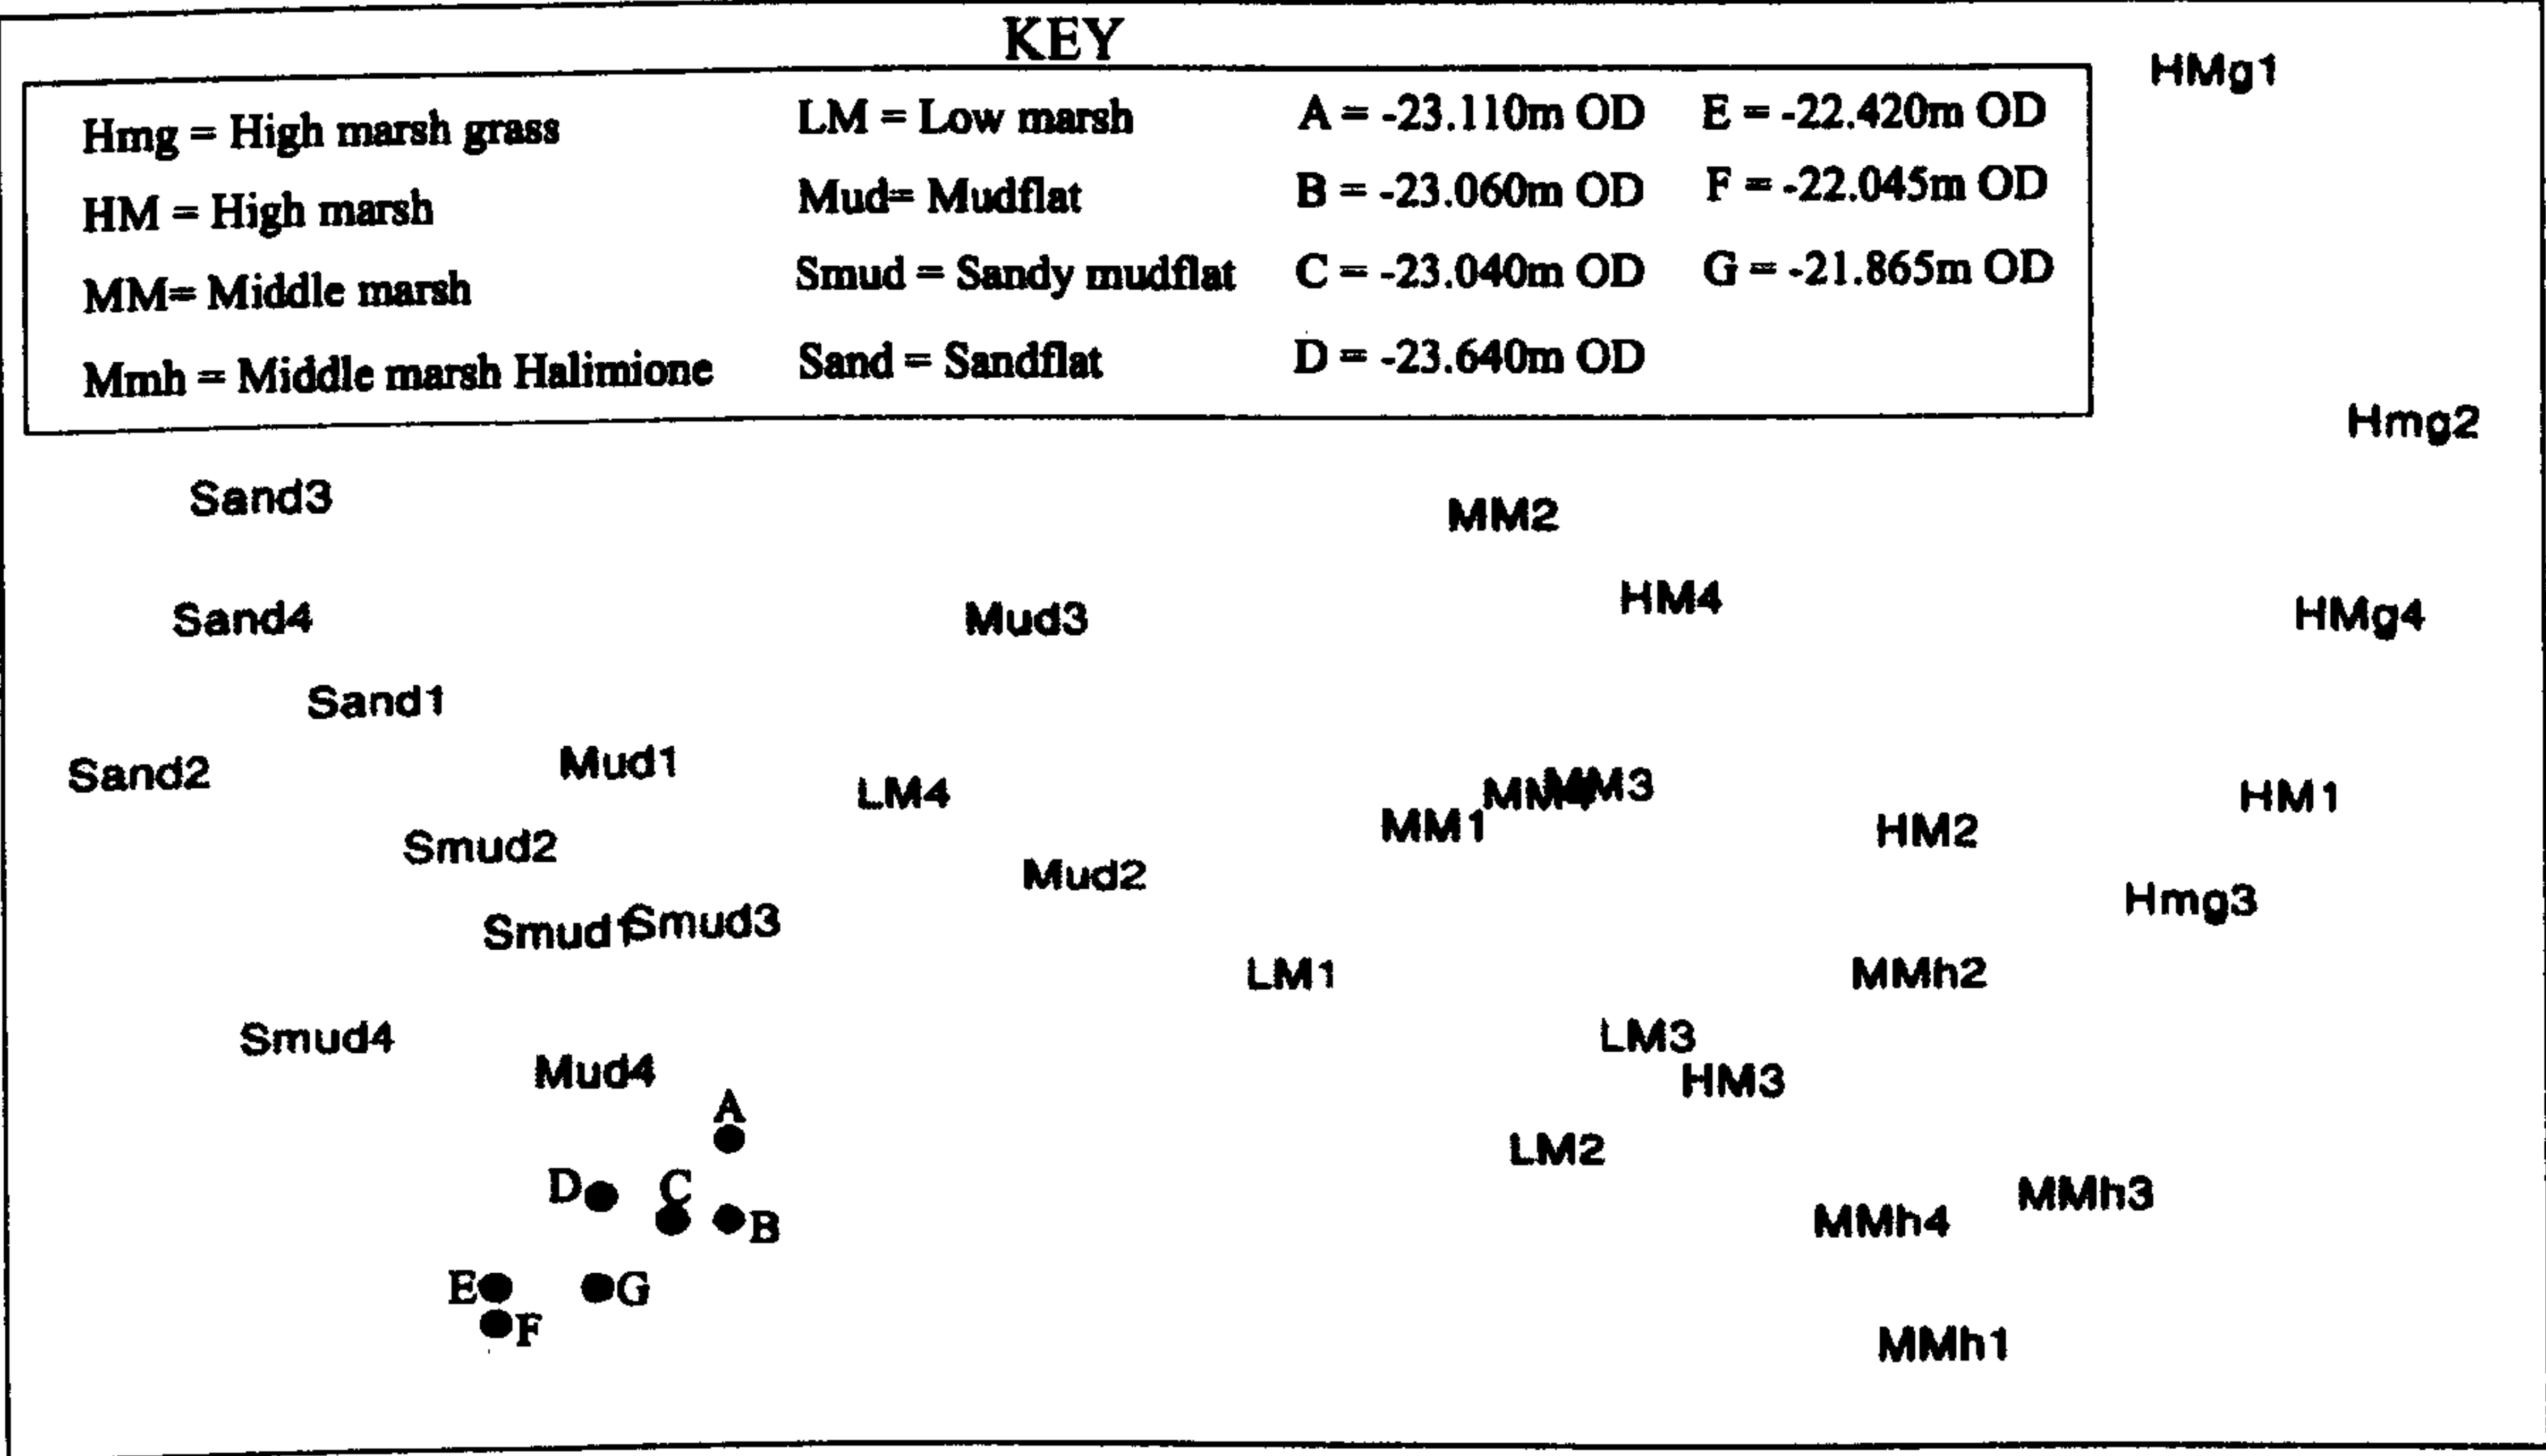 KEY
Hmg = High marsh grass LM = Low marsh A = -23.110m OD E = -22.420m OD
HM = High marsh Mud= Mudflat B = -23.060m OD F = -22.045m OD
MM= Middle marsh Smud = Sandy mudflat C = -23.040m OD G = -21.865m OD
Mmh = Middle marsh Halimione Sand = Sandflat D = -23.640m OD
HMg1
Hmg2
Sand3 MM2
Sand4 Mud3 HM4 HMg4
Sand1
Sand2 Mud1 LM4 MM4 MM3 HM1
Smud2 MM1 HM2
Mud2 Hmg3
Smud1 Smud3
LM1 MMh2
Smud4 LM3
Mud4 HM3
A
LM2
D C MMh3
B MMh4
E G
F MMh1